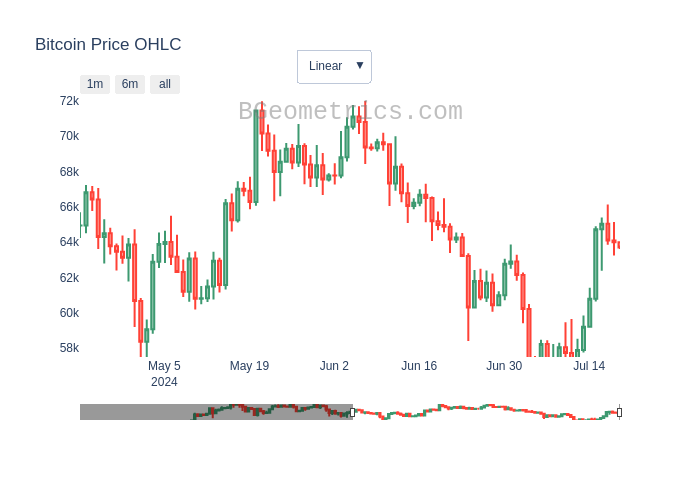 Bitcoin Price OHLC
Linear ▼
1m 6m all
BGeometrics.com
72k
70k
68k
66k
64k
62k
60k
58k
May 5 May 19 Jun 2 Jun 16 Jun 30 Jul 14
2024